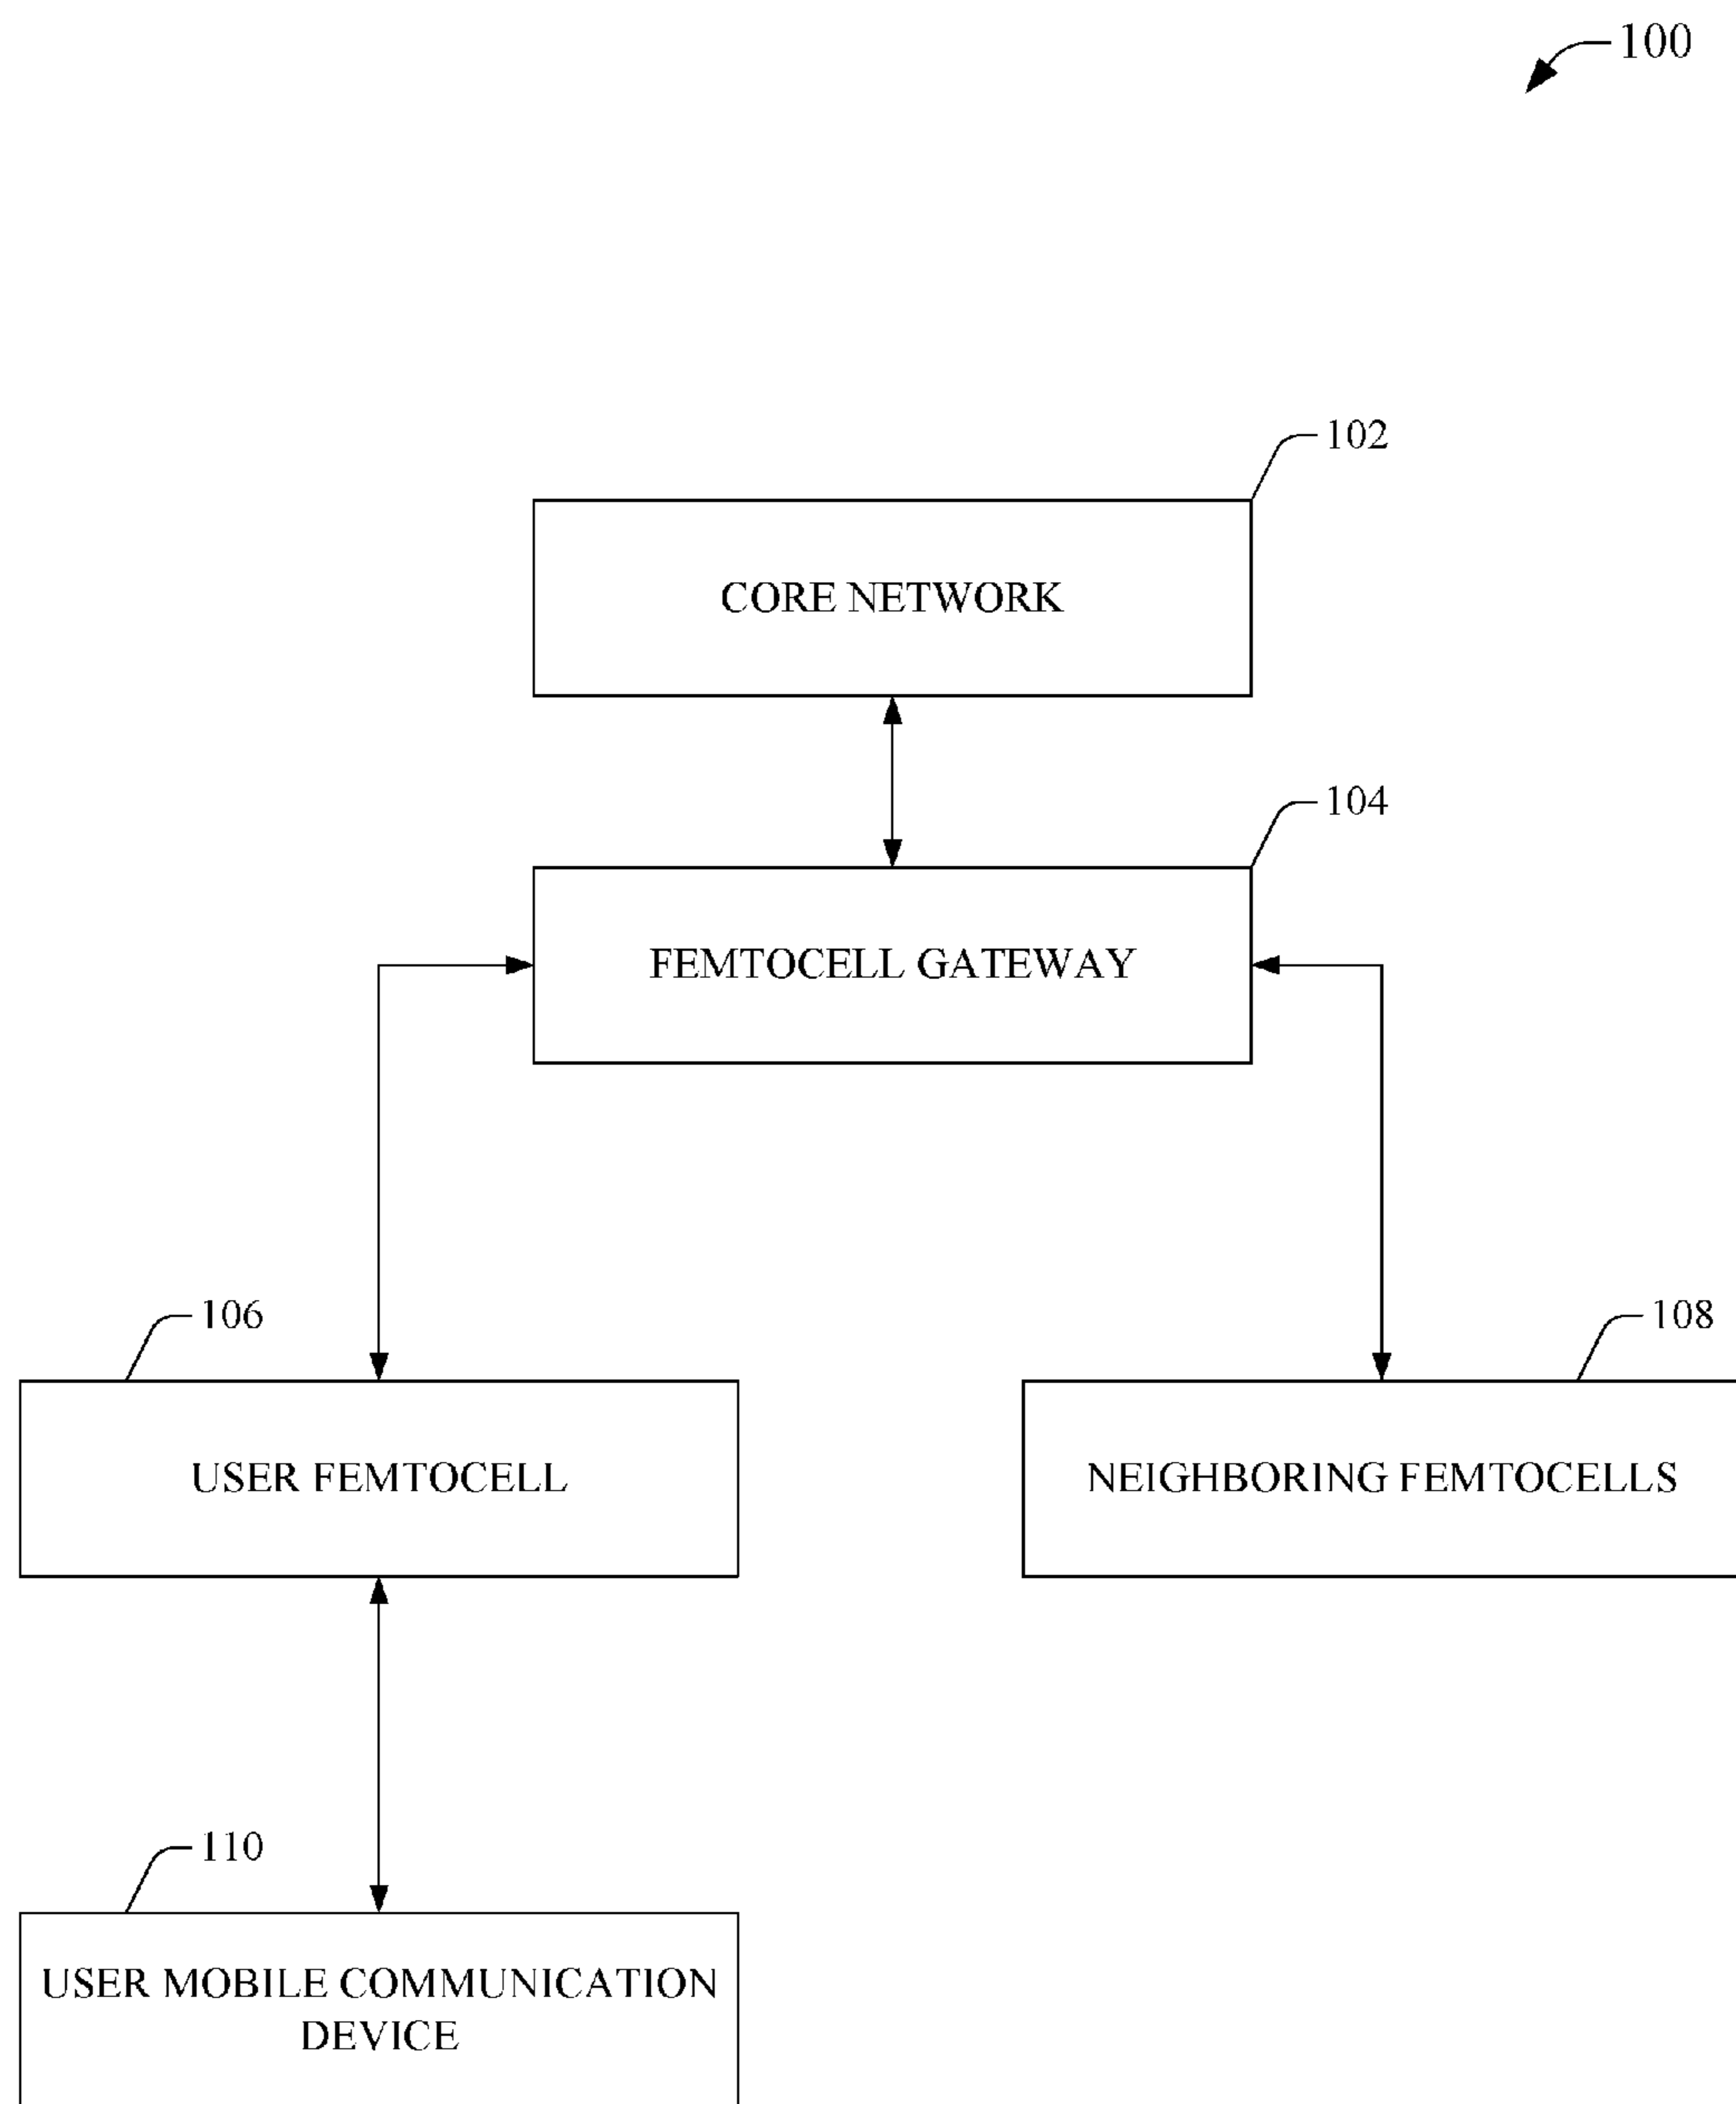 100
102
CORE NETWORK
104
FEMTOCELL GATEWAY
106
108
USER FEMTOCELL
NEIGHBORING FEMTOCELLS
110
USER MOBILE COMMUNICATION
DEVICE